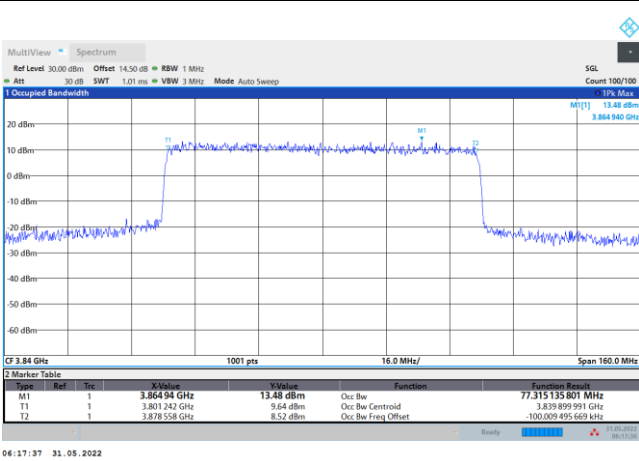 MultiView Spectrum
Ref Level 30.00 dBm Offset 14.50 dB RBW 1 MHz SGL
Att 30 dB SWT 1.01 ms VBW 3 MHz Mode Auto Sweep Count 100/100
1 Occupied Bandwidth 1Pk Max
M1[1] 13.48 dBm
3.864 940 GHz
20 dBm
M1
T1
T2
10 dBm
0 dBm
-10 dBm
-20 dBm
-30 dBm
-40 dBm
-50 dBm
-60 dBm
CF 3.84 GHz 1001 pts 16.0 MHz/ Span 160.0 MHz
2 Marker Table
Type Ref Trc X-Value Y-Value Function Function Result
M1 1 3.864 94 GHz 13.48 dBm Occ Bw 77.315 135 801 MHz
T1 1 3.801 242 GHz 9.64 dBm Occ Bw Centroid 3.839 899 991 GHz
T2 1 3.878 558 GHz 8.52 dBm Occ Bw Freq Offset -100.009 495 669 kHz
Ready 31.05.2022
06:17:36
06:17:37 31.05.2022